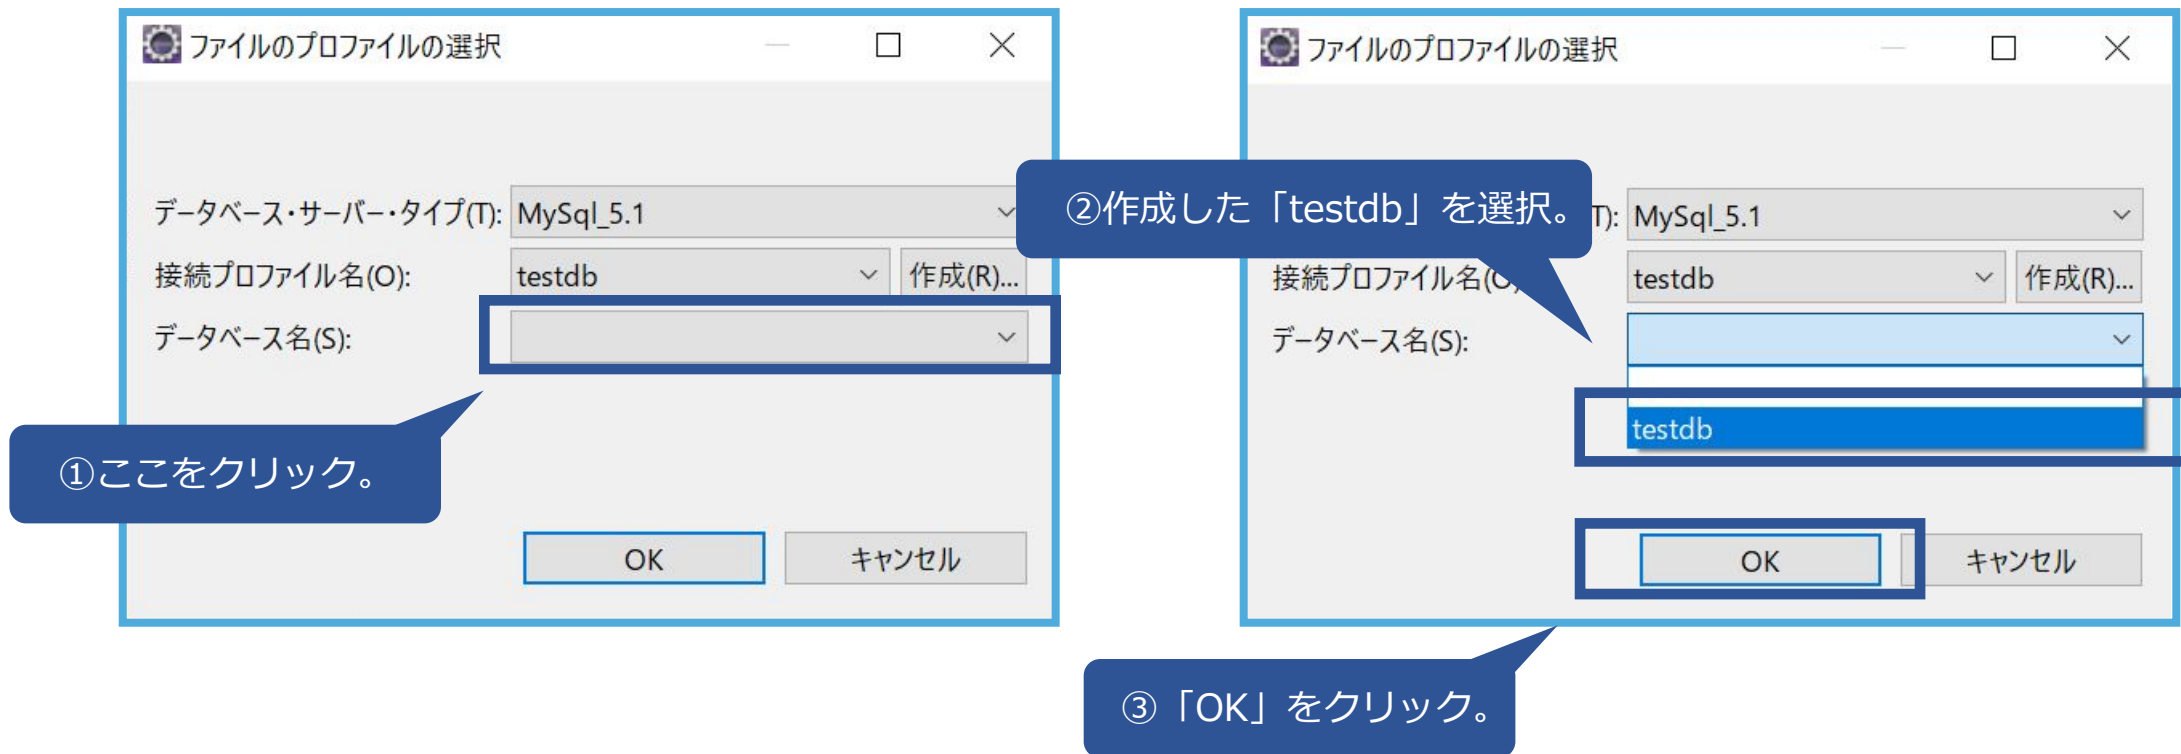 ファイルのプロファイルの選択
データベース・サーバー・タイプ(T): MySql_5.1
接続プロファイル名(O): testdb 作成(R)...
データベース名(S):
①ここをクリック。
OK キャンセル
ファイルのプロファイルの選択
②作成した「testdb」を選択。
T): MySql_5.1
接続プロファイル名(O testdb 作成(R)...
データベース名(S):
testdb
OK キャンセル
③「OK」をクリック。